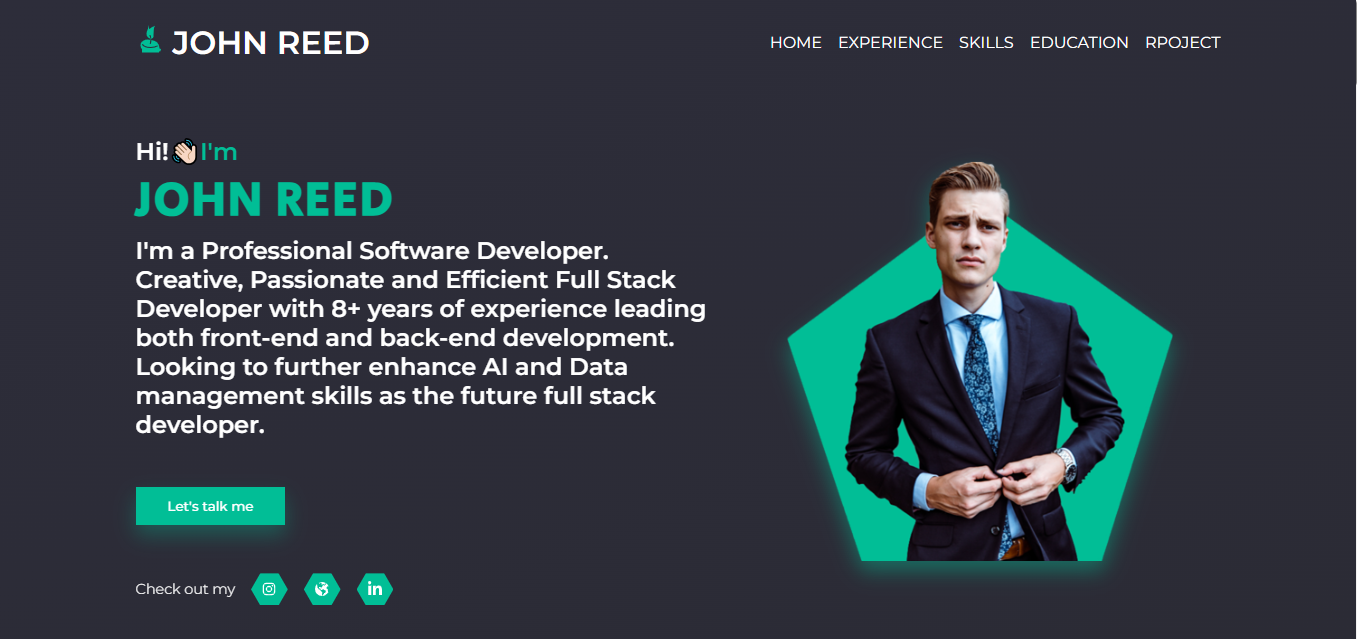 JOHN REED
HOME EXPERIENCE SKILLS EDUCATION RPOJECT
Hi!👋🏻I'm
JOHN REED
I'm a Professional Software Developer.
Creative, Passionate and Efficient Full Stack
Developer with 8+ years of experience leading
both front-end and back-end development.
Looking to further enhance AI and Data
management skills as the future full stack
developer.
Let's talk me
Check out my
in